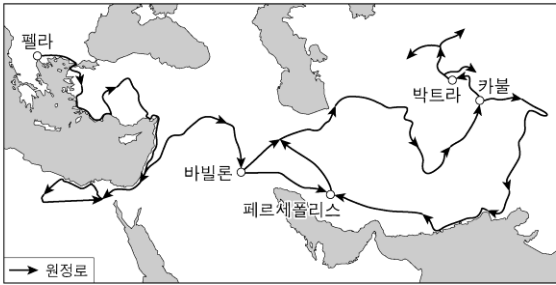 펠라
박트라
카불
바빌론
페르세폴리스
원정로